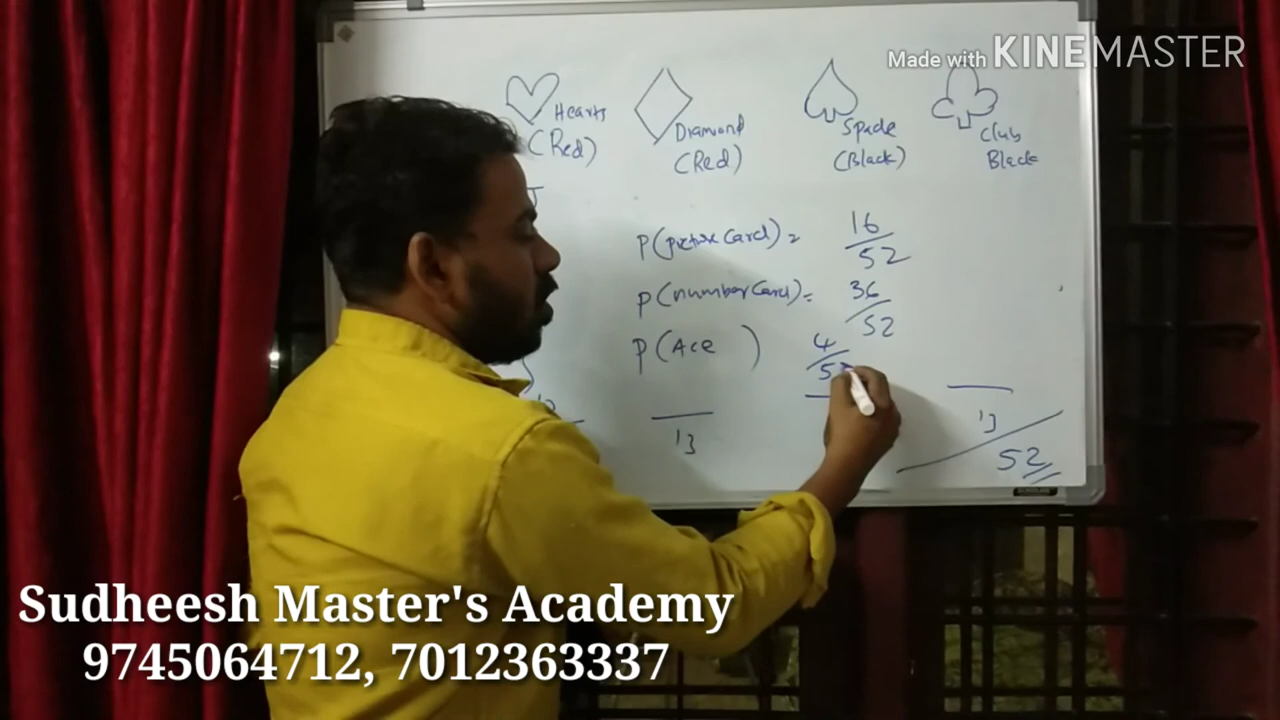 Made with KINEMASTER
Hearts
(Red)
Diamond
(Red)
Spade
(Black)
Club
Black
J
P(picture Card) = 16/52
P(number Card) = 36/52
P(Ace ) 4/52
13
13
52
Sudheesh Master's Academy
9745064712, 7012363337